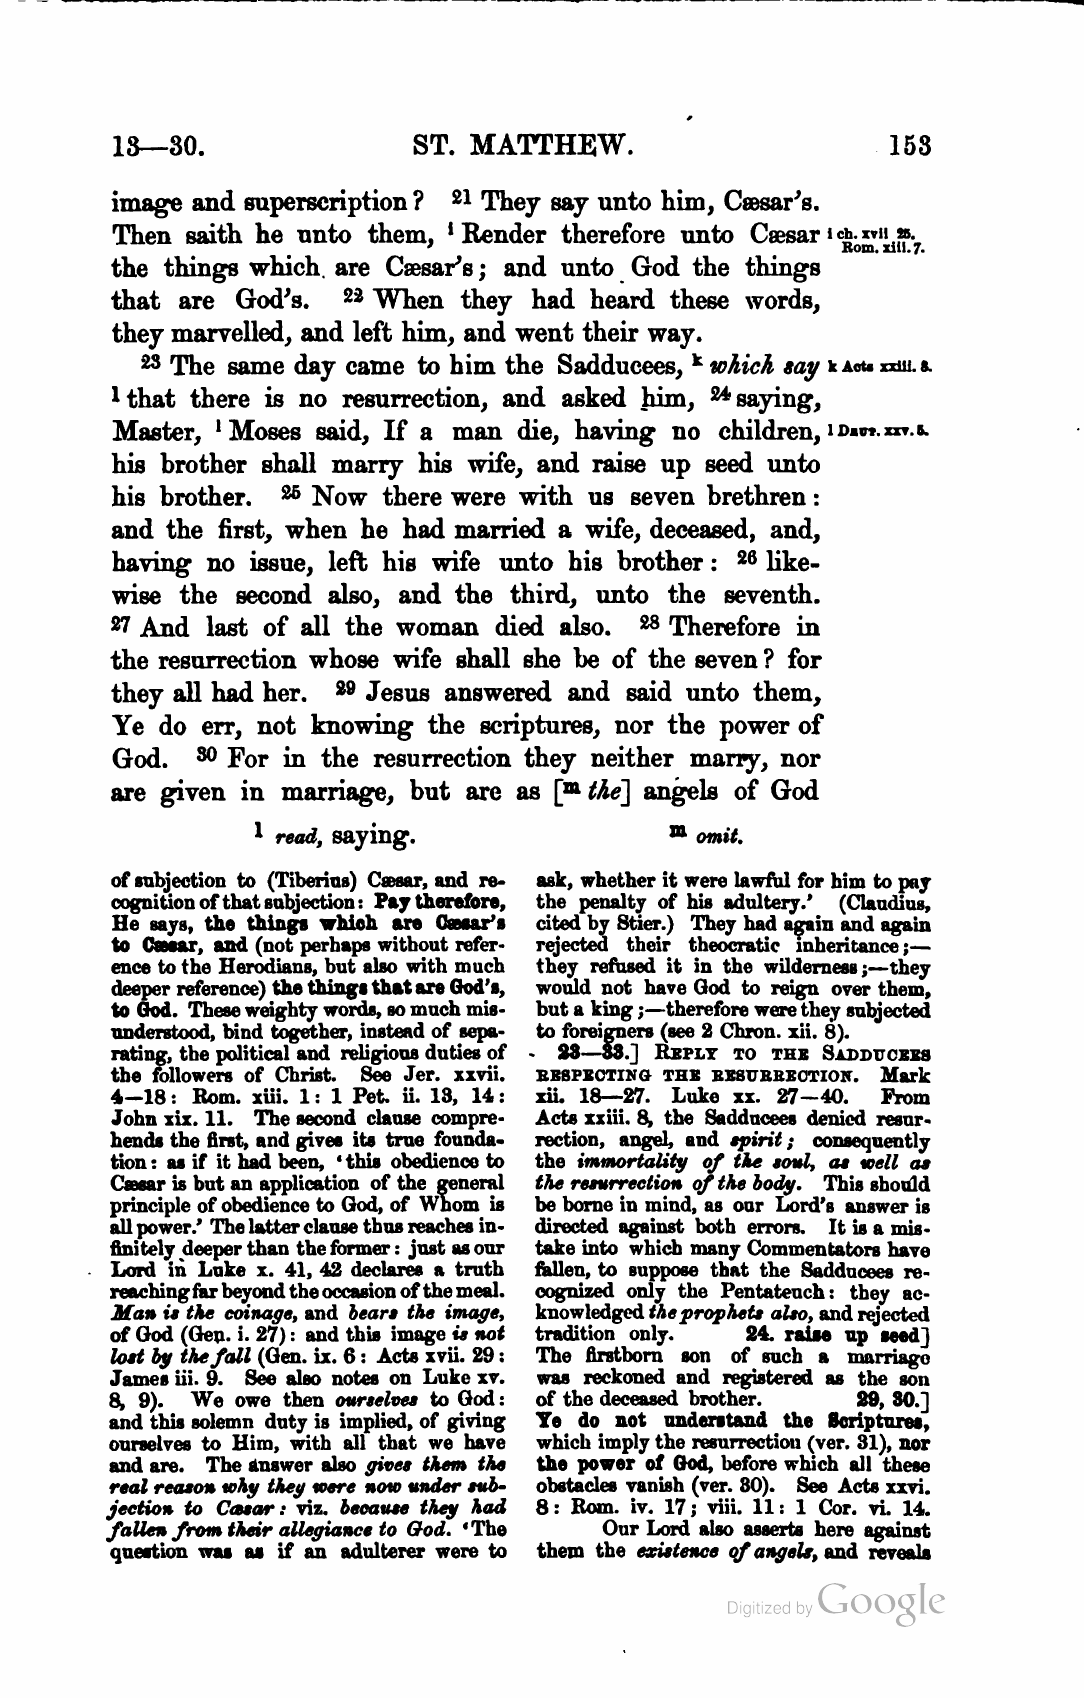 13—30. ST. MATTHEW. 153
image and superscription ? 21 They say unto him, Cæsar's.
Then saith he unto them, i Render therefore unto Cæsar i ch. xvii 25. Rom. xiii. 7.
the things which are Cæsar's ; and unto God the things
that are God's. 22 When they had heard these words,
they marvelled, and left him, and went their way.
23 The same day came to him the Sadducees, k which say k Acts xxiii. 8.
1 that there is no resurrection, and asked him, 24 saying,
Master, l Moses said, If a man die, having no children, l DEUT. xxv. 5.
his brother shall marry his wife, and raise up seed unto
his brother. 25 Now there were with us seven brethren :
and the first, when he had married a wife, deceased, and,
having no issue, left his wife unto his brother : 26 like-
wise the second also, and the third, unto the seventh.
27 And last of all the woman died also. 28 Therefore in
the resurrection whose wife shall she be of the seven ? for
they all had her. 29 Jesus answered and said unto them,
Ye do err, not knowing the scriptures, nor the power of
God. 30 For in the resurrection they neither marry, nor
are given in marriage, but are as [m the] angels of God
l read, saying. m omit.
of subjection to (Tiberius) Cæsar, and re-
cognition of that subjection : Pay therefore,
He says, the things which are Cæsar's
to Cæsar, and (not perhaps without refer-
ence to the Herodians, but also with much
deeper reference) the things that are God's,
to God. These weighty words, so much mis-
understood, bind together, instead of sepa-
rating, the political and religious duties of
the followers of Christ. See Jer. xxvii.
4—18 : Rom. xiii. 1 : 1 Pet. ii. 13, 14 :
John xix. 11. The second clause compre-
hends the first, and gives its true founda-
tion : as if it had been, 'this obedience to
Cæsar is but an application of the general
principle of obedience to God, of Whom is
all power.' The latter clause thus reaches in-
finitely deeper than the former : just as our
Lord in Luke x. 41, 42 declares a truth
reaching far beyond the occasion of the meal.
Man is the coinage, and bears the image,
of God (Gen. i. 27) : and this image is not
lost by the fall (Gen. ix. 6 : Acts xvii. 29 :
James iii. 9. See also notes on Luke xv.
8, 9). We owe then ourselves to God :
and this solemn duty is implied, of giving
ourselves to Him, with all that we have
and are. The answer also gives them the
real reason why they were now under sub-
jection to Cæsar : viz. because they had
fallen from their allegiance to God. 'The
question was as if an adulterer were to
ask, whether it were lawful for him to pay
the penalty of his adultery.' (Claudius,
cited by Stier.) They had again and again
rejected their theocratic inheritance ;—
they refused it in the wilderness ;—they
would not have God to reign over them,
but a king ;—therefore were they subjected
to foreigners (see 2 Chron. xii. 8).
23—33.] REPLY TO THE SADDUCEES
RESPECTING THE RESURRECTION. Mark
xii. 18—27. Luke xx. 27—40. From
Acts xxiii. 8, the Sadducees denied resur-
rection, angel, and spirit ; consequently
the immortality of the soul, as well as
the resurrection of the body. This should
be borne in mind, as our Lord's answer is
directed against both errors. It is a mis-
take into which many Commentators have
fallen, to suppose that the Sadducees re-
cognized only the Pentateuch : they ac-
knowledged the prophets also, and rejected
tradition only. 24. raise up seed]
The firstborn son of such a marriage
was reckoned and registered as the son
of the deceased brother. 29, 30.]
Ye do not understand the Scriptures,
which imply the resurrection (ver. 31), nor
the power of God, before which all these
obstacles vanish (ver. 30). See Acts xxvi.
8 : Rom. iv. 17 ; viii. 11 : 1 Cor. vi. 14.
Our Lord also asserts here against
them the existence of angels, and reveals
Digitized by Google